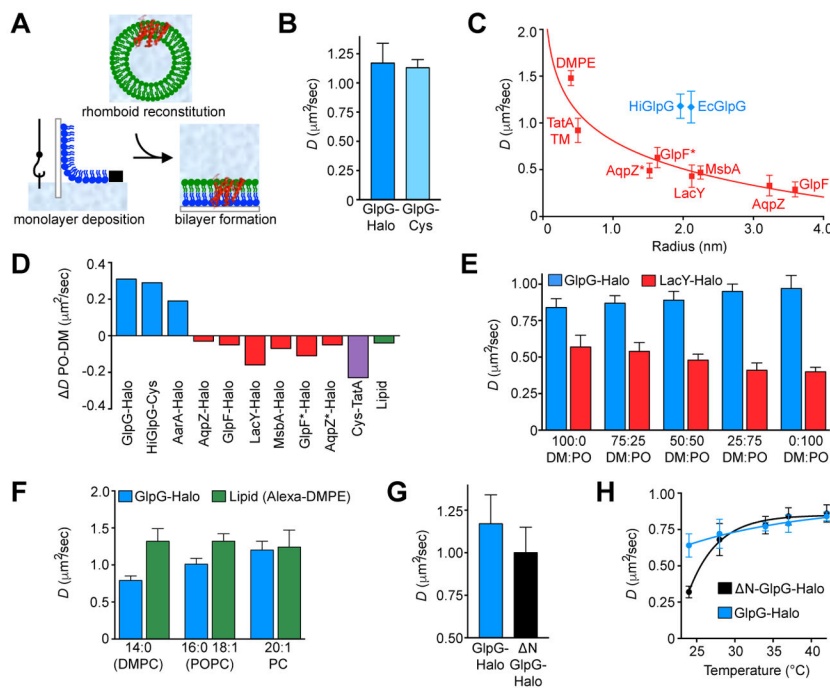 A
rhomboid reconstitution
monolayer deposition
bilayer formation
B
D (μm²/sec)
1.25
1.00
0.75
0.50
0.25
0
GlpG-
Halo
GlpG-
Cys
C
D (μm²/sec)
2.0
1.5
1.0
0.5
0
0
1.0
2.0
3.0
4.0
Radius (nm)
DMPE
HiGlpG
EcGlpG
TatA
TM
GlpF*
AqpZ*
MsbA
LacY
GlpF
AqpZ
D
ΔD PO-DM (μm²/sec)
0.4
0.2
0
-0.2
-0.4
GlpG-Halo
HiGlpG-Cys
AarA-Halo
AqpZ-Halo
GlpF-Halo
LacY-Halo
MsbA-Halo
GlpF*-Halo
AqpZ*-Halo
Cys-TatA
Lipid
E
GlpG-Halo
LacY-Halo
D (μm²/sec)
1.00
0.75
0.50
0.25
0
100:0
DM:PO
75:25
DM:PO
50:50
DM:PO
25:75
DM:PO
0:100
DM:PO
F
GlpG-Halo
Lipid (Alexa-DMPE)
D (μm²/sec)
2.0
1.5
1.0
0.5
0
14:0
(DMPC)
16:0 18:1
(POPC)
20:1
PC
G
D (μm²/sec)
1.50
1.25
1.00
0.75
0.50
GlpG-
Halo
ΔN
GlpG-
Halo
H
D (μm²/sec)
1.00
0.75
0.50
0.25
0
25
30
35
40
Temperature (°C)
ΔN-GlpG-Halo
GlpG-Halo